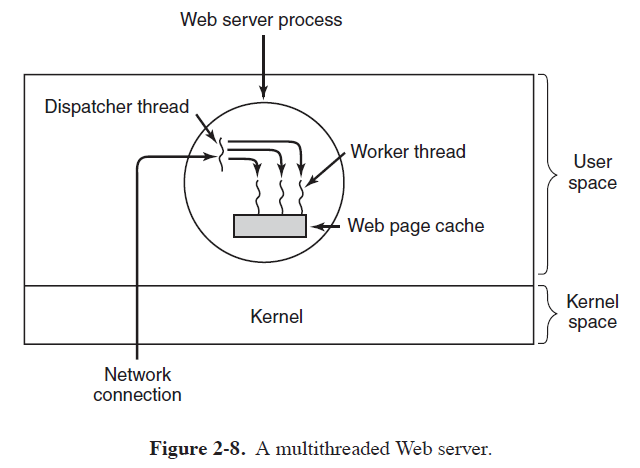 Web server process
Dispatcher thread
Worker thread
User
space
Web page cache
Kernel
Kernel
space
Network
connection
Figure 2-8. A multithreaded Web server.